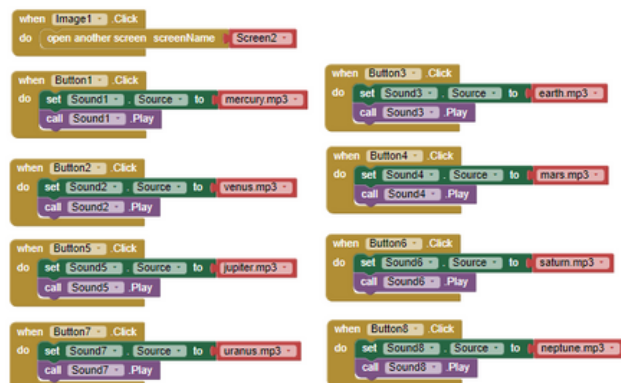 when Image1 .Click
do open another screen screenName Screen2
when Button1 .Click
do set Sound1 . Source to mercury.mp3
call Sound1 .Play
when Button3 .Click
do set Sound3 . Source to earth.mp3
call Sound3 .Play
when Button2 .Click
do set Sound2 . Source to venus.mp3
call Sound2 .Play
when Button4 .Click
do set Sound4 . Source to mars.mp3
call Sound4 .Play
when Button5 .Click
do set Sound5 . Source to jupiter.mp3
call Sound5 .Play
when Button6 .Click
do set Sound6 . Source to saturn.mp3
call Sound6 .Play
when Button7 .Click
do set Sound7 . Source to uranus.mp3
call Sound7 .Play
when Button8 .Click
do set Sound8 . Source to neptune.mp3
call Sound8 .Play